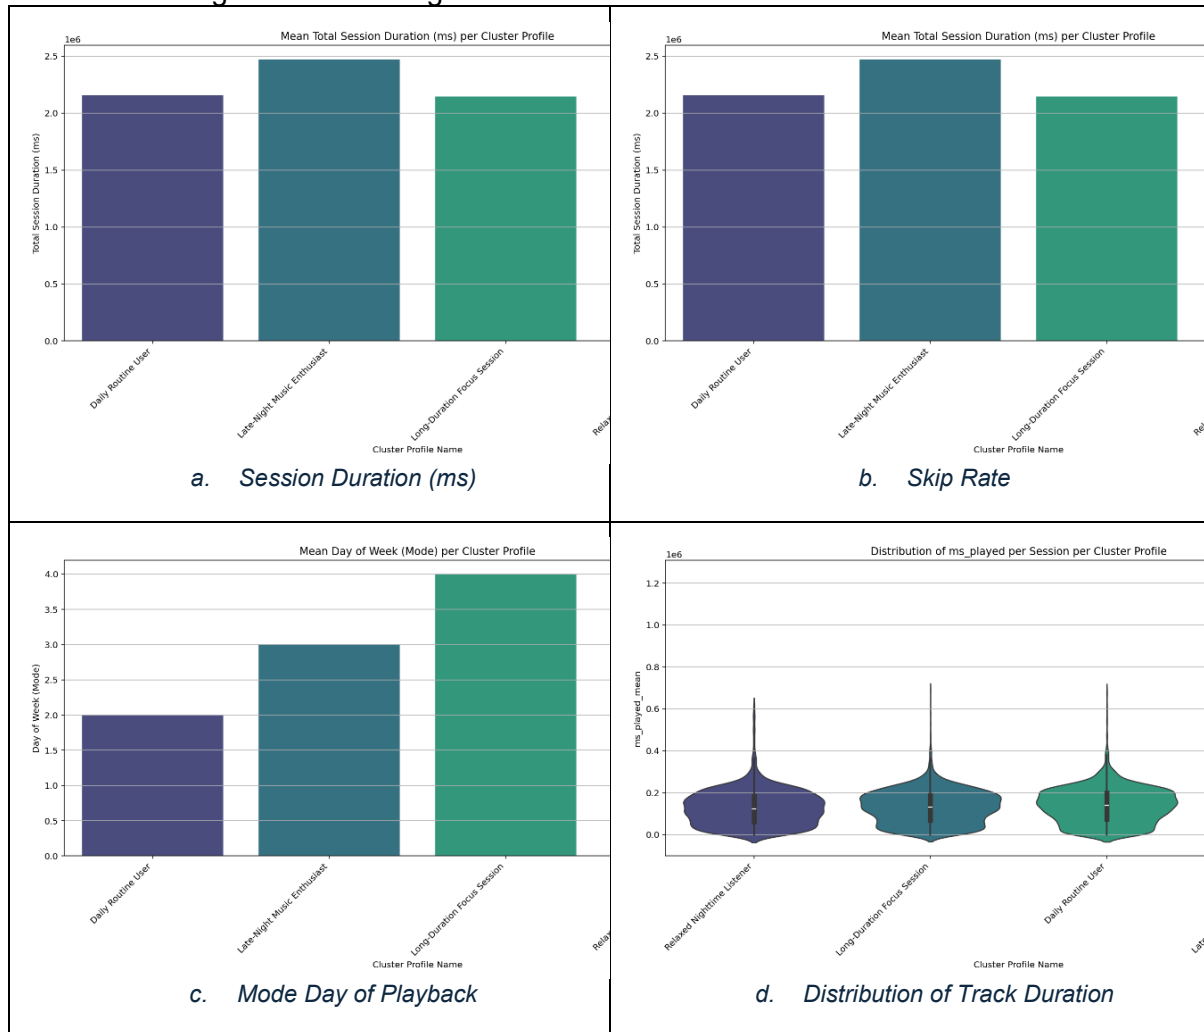 1e6
Mean Total Session Duration (ms) per Cluster Profile
Total Session Duration (ms)
2.5
2.0
1.5
1.0
0.5
0.0
Daily Routine User
Late-Night Music Enthusiast
Long-Duration Focus Session
Cluster Profile Name
a. Session Duration (ms)
1e6
Mean Total Session Duration (ms) per Cluster Profile
Total Session Duration (ms)
2.5
2.0
1.5
1.0
0.5
0.0
Daily Routine User
Late-Night Music Enthusiast
Long-Duration Focus Session
Cluster Profile Name
b. Skip Rate
Mean Day of Week (Mode) per Cluster Profile
Day of Week (Mode)
4.0
3.5
3.0
2.5
2.0
1.5
1.0
0.5
0.0
Daily Routine User
Late-Night Music Enthusiast
Long-Duration Focus Session
Cluster Profile Name
c. Mode Day of Playback
1e6
Distribution of ms_played per Session per Cluster Profile
ms_played_mean
1.2
1.0
0.8
0.6
0.4
0.2
0.0
Relaxed Nighttime Listener
Long-Duration Focus Session
Daily Routine User
Cluster Profile Name
d. Distribution of Track Duration